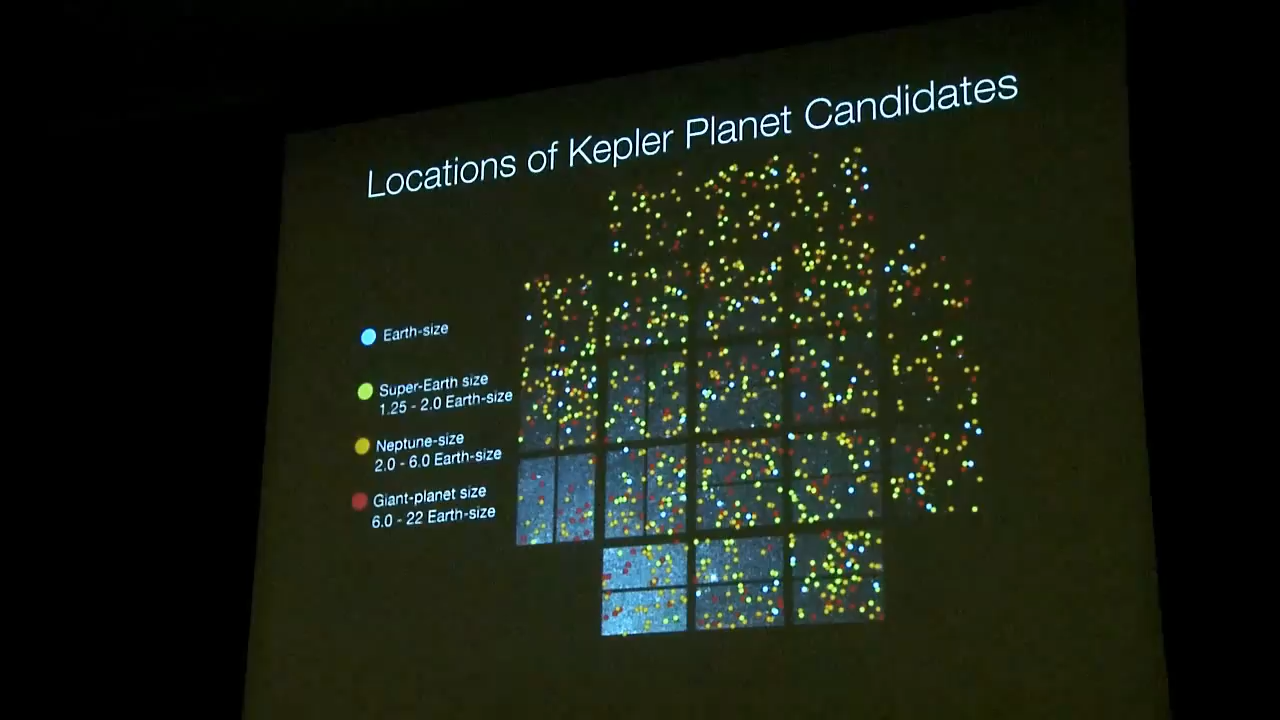 Locations of Kepler Planet Candidates
Earth-size
Super-Earth size
1.25 - 2.0 Earth-size
Neptune-size
2.0 - 6.0 Earth-size
Giant-planet size
6.0 - 22 Earth-size